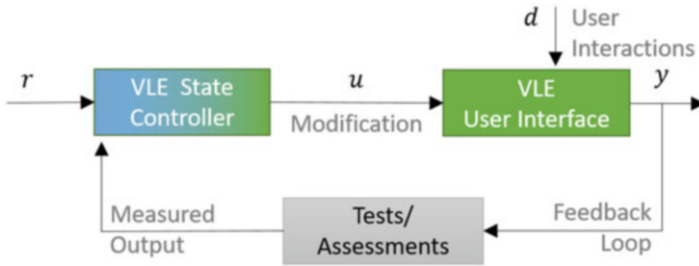 d
User
Interactions
r
VLE State
Controller
u
Modification
VLE
User Interface
y
Measured
Output
Tests/
Assessments
Feedback
Loop